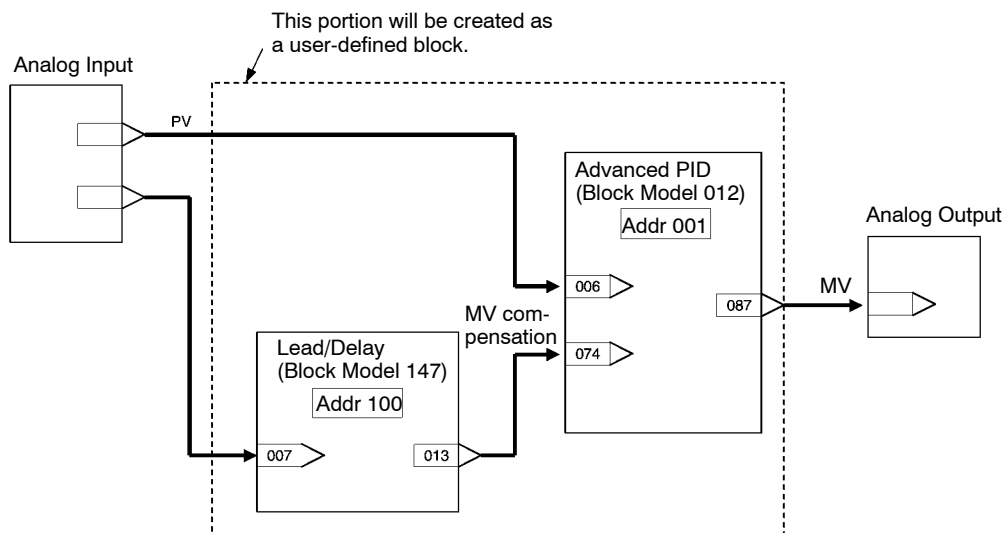 This portion will be created as
a user-defined block.
Analog Input
PV
Advanced PID
(Block Model 012)
Addr 001
Analog Output
006
087
MV
MV com-
pensation
074
Lead/Delay
(Block Model 147)
Addr 100
007
013